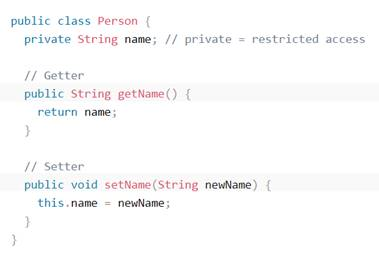 public class Person {
  private String name; // private = restricted access

  // Getter
  public String getName() {
    return name;
  }

  // Setter
  public void setName(String newName) {
    this.name = newName;
  }
}